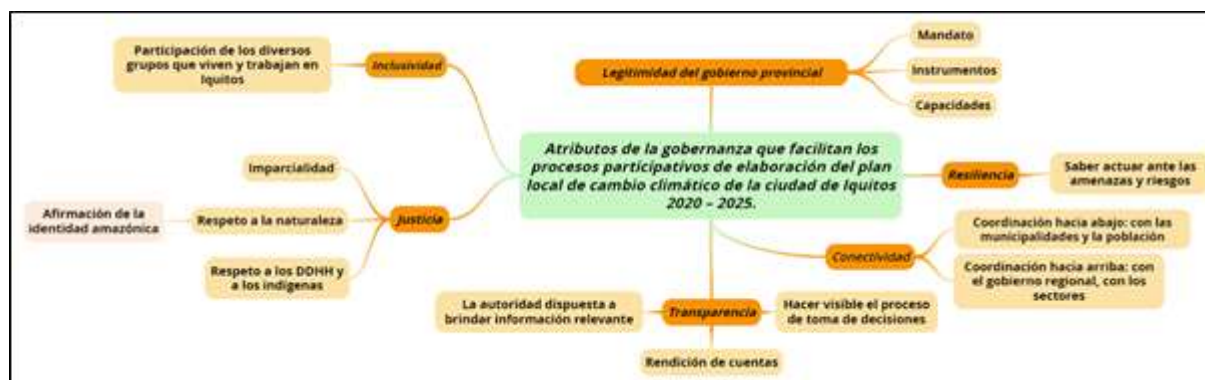 Participación de los diversos
grupos que viven y trabajan en
Iquitos
Inclusividad
Legitimidad del gobierno provincial
Mandato
Instrumentos
Capacidades
Atributos de la gobernanza que facilitan los
procesos participativos de elaboración del plan
local de cambio climático de la ciudad de Iquitos
2020 – 2025.
Resiliencia
Saber actuar ante las
amenazas y riesgos
Imparcialidad
Afirmación de la
identidad amazónica
Respeto a la naturaleza
Justicia
Respeto a los DDHH y
a los indígenas
Conectividad
Coordinación hacia abajo: con las
municipalidades y la población
Coordinación hacia arriba: con
el gobierno regional, con los
sectores
La autoridad dispuesta a
brindar información relevante
Transparencia
Hacer visible el proceso
de toma de decisiones
Rendición de cuentas